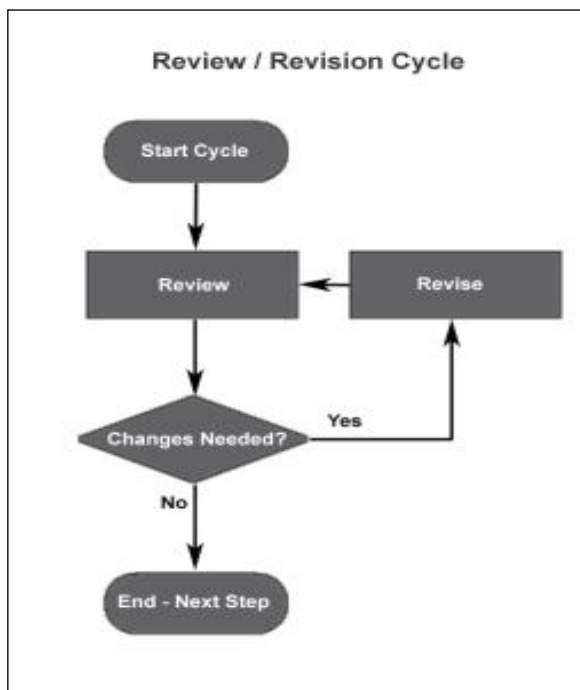 Review / Revision Cycle
Start Cycle
Review
Revise
Changes Needed?
Yes
No
End - Next Step